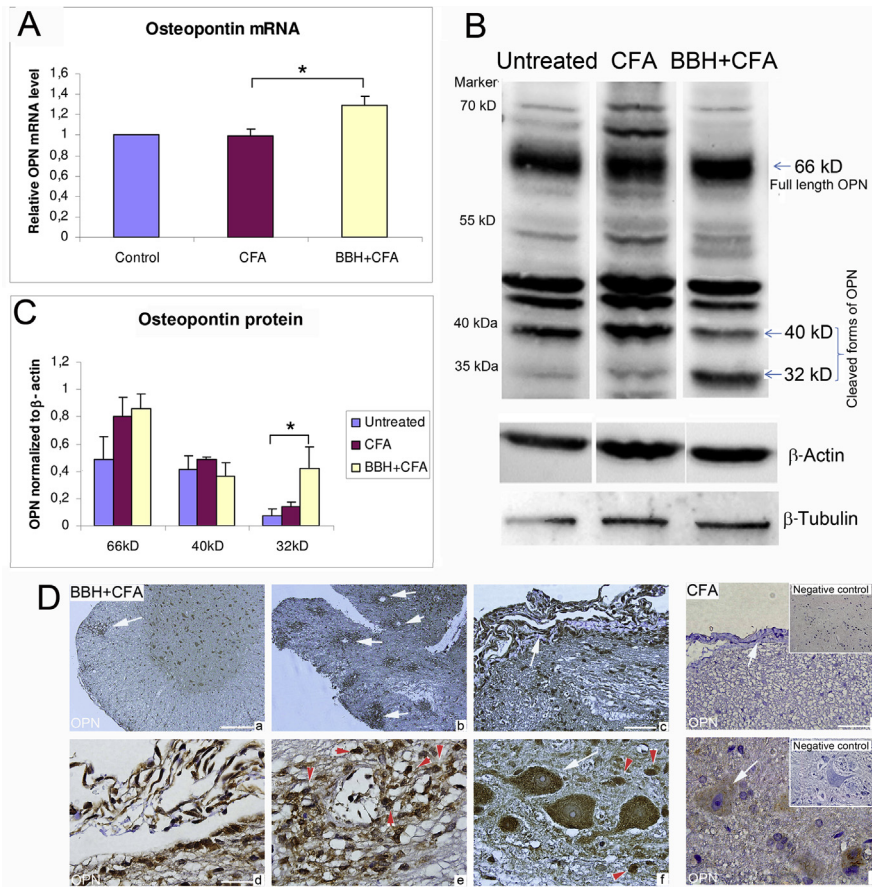 A
Osteopontin mRNA
Relative OPN mRNA level
1,6
1,4
1,2
1
0,8
0,6
0,4
0,2
0
*
Control
CFA
BBH+CFA
B
Untreated CFA BBH+CFA
Marker
70 kD
55 kD
40 kDa
35 kDa
66 kD
Full length OPN
40 kD
32 kD
Cleaved forms of OPN
β-Actin
β-Tubulin
C
Osteopontin protein
OPN normalized to β- actin
1,2
1
0,8
0,6
0,4
0,2
0
*
66kD
40kD
32kD
Untreated
CFA
BBH+CFA
D
BBH+CFA
OPN
a
b
c
CFA
Negative control
OPN
OPN
d
e
f
Negative control
OPN